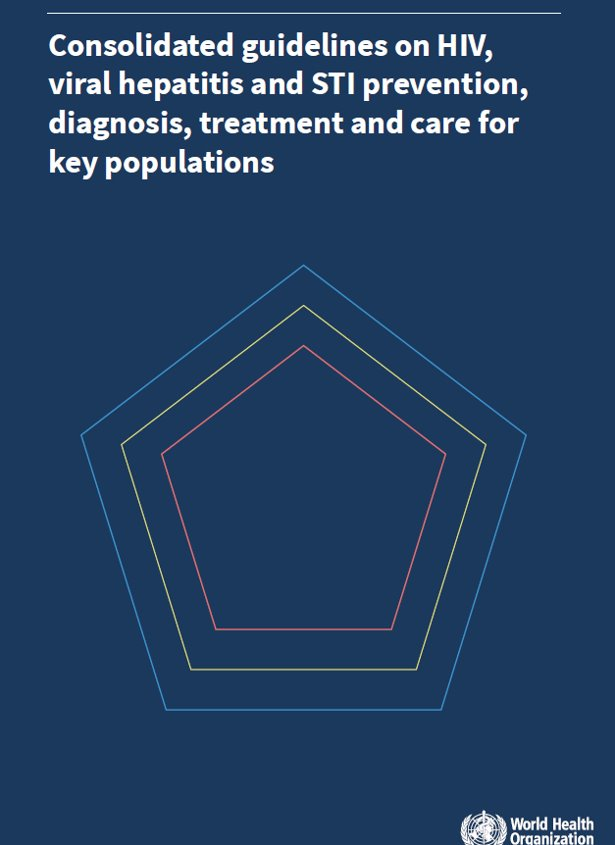 Consolidated guidelines on HIV,
viral hepatitis and STI prevention,
diagnosis, treatment and care for
key populations
World Health
Organization